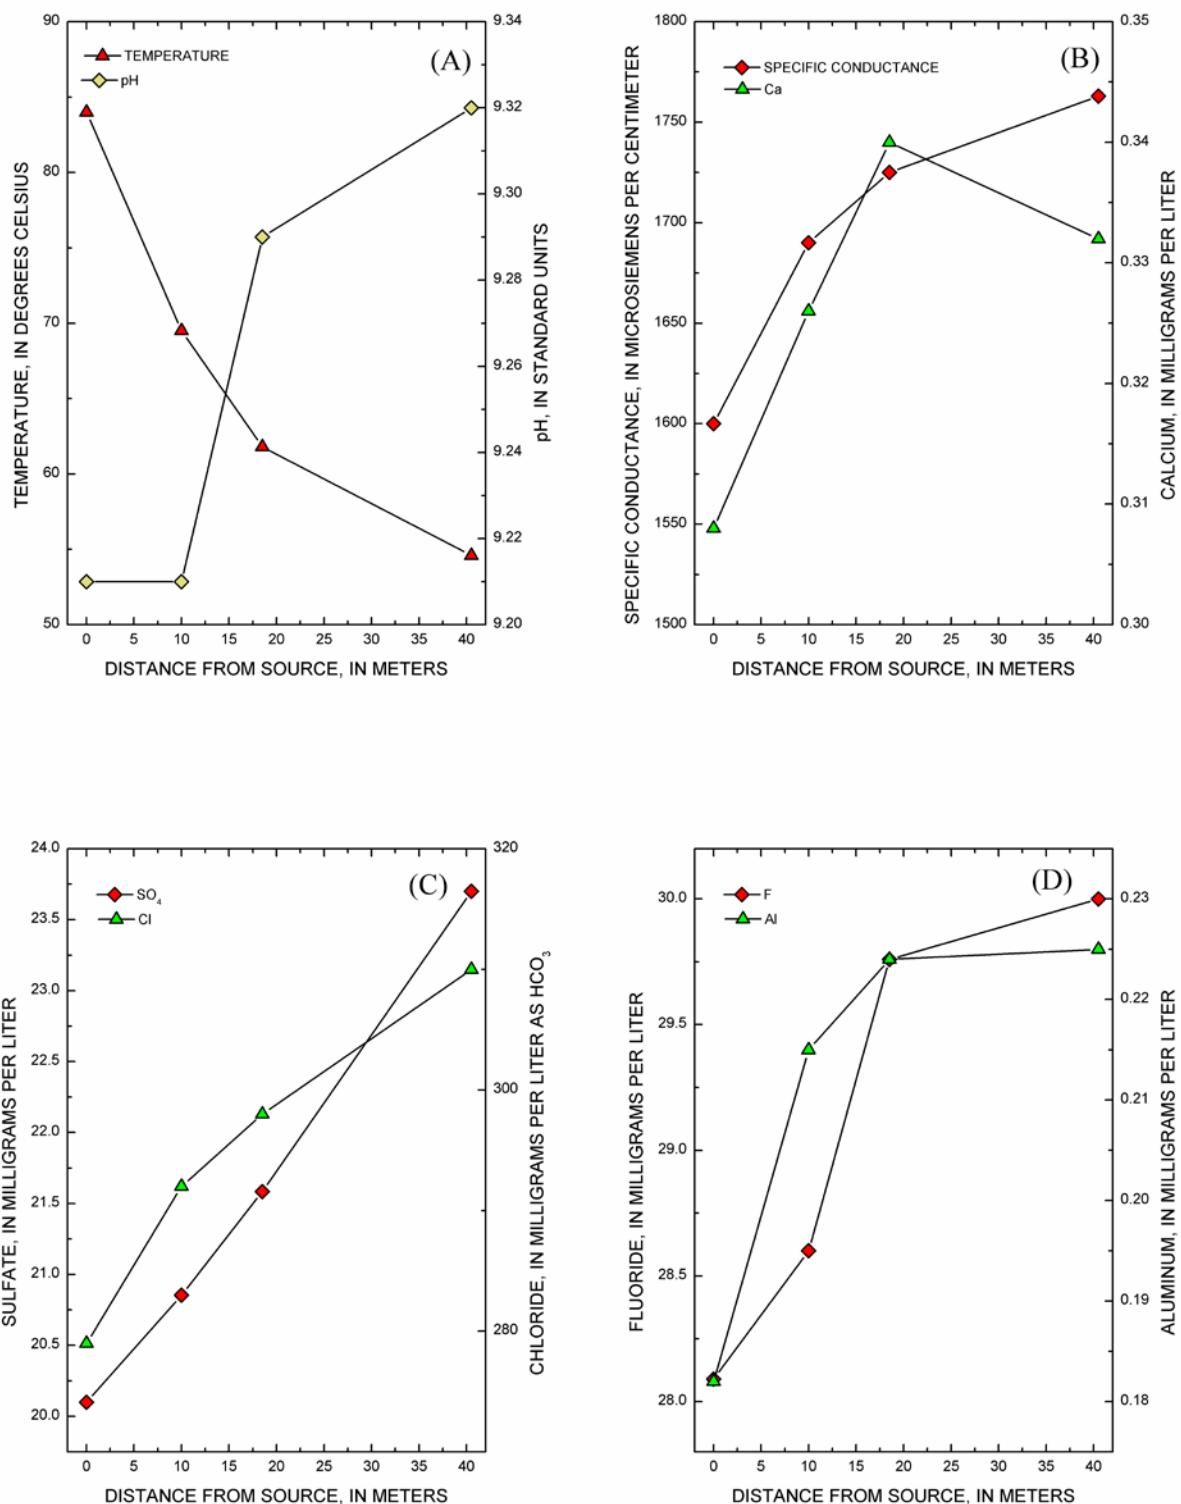 90
80
70
60
50
TEMPERATURE, IN DEGREES CELSIUS
TEMPERATURE
pH
(A)
9.34
9.32
9.30
9.28
9.26
9.24
9.22
9.20
pH, IN STANDARD UNITS
0 5 10 15 20 25 30 35 40
DISTANCE FROM SOURCE, IN METERS
1800
1750
1700
1650
1600
1550
1500
SPECIFIC CONDUCTANCE, IN MICROSIEMENS PER CENTIMETER
SPECIFIC CONDUCTANCE
Ca
(B)
0.35
0.34
0.33
0.32
0.31
0.30
CALCIUM, IN MILLIGRAMS PER LITER
0 5 10 15 20 25 30 35 40
DISTANCE FROM SOURCE, IN METERS
24.0
23.5
23.0
22.5
22.0
21.5
21.0
20.5
20.0
SULFATE, IN MILLIGRAMS PER LITER
SO₄
Cl
(C)
320
300
280
CHLORIDE, IN MILLIGRAMS PER LITER AS HCO₃
0 5 10 15 20 25 30 35 40
DISTANCE FROM SOURCE, IN METERS
30.0
29.5
29.0
28.5
28.0
FLUORIDE, IN MILLIGRAMS PER LITER
F
Al
(D)
0.23
0.22
0.21
0.20
0.19
0.18
ALUMINUM, IN MILLIGRAMS PER LITER
0 5 10 15 20 25 30 35 40
DISTANCE FROM SOURCE, IN METERS